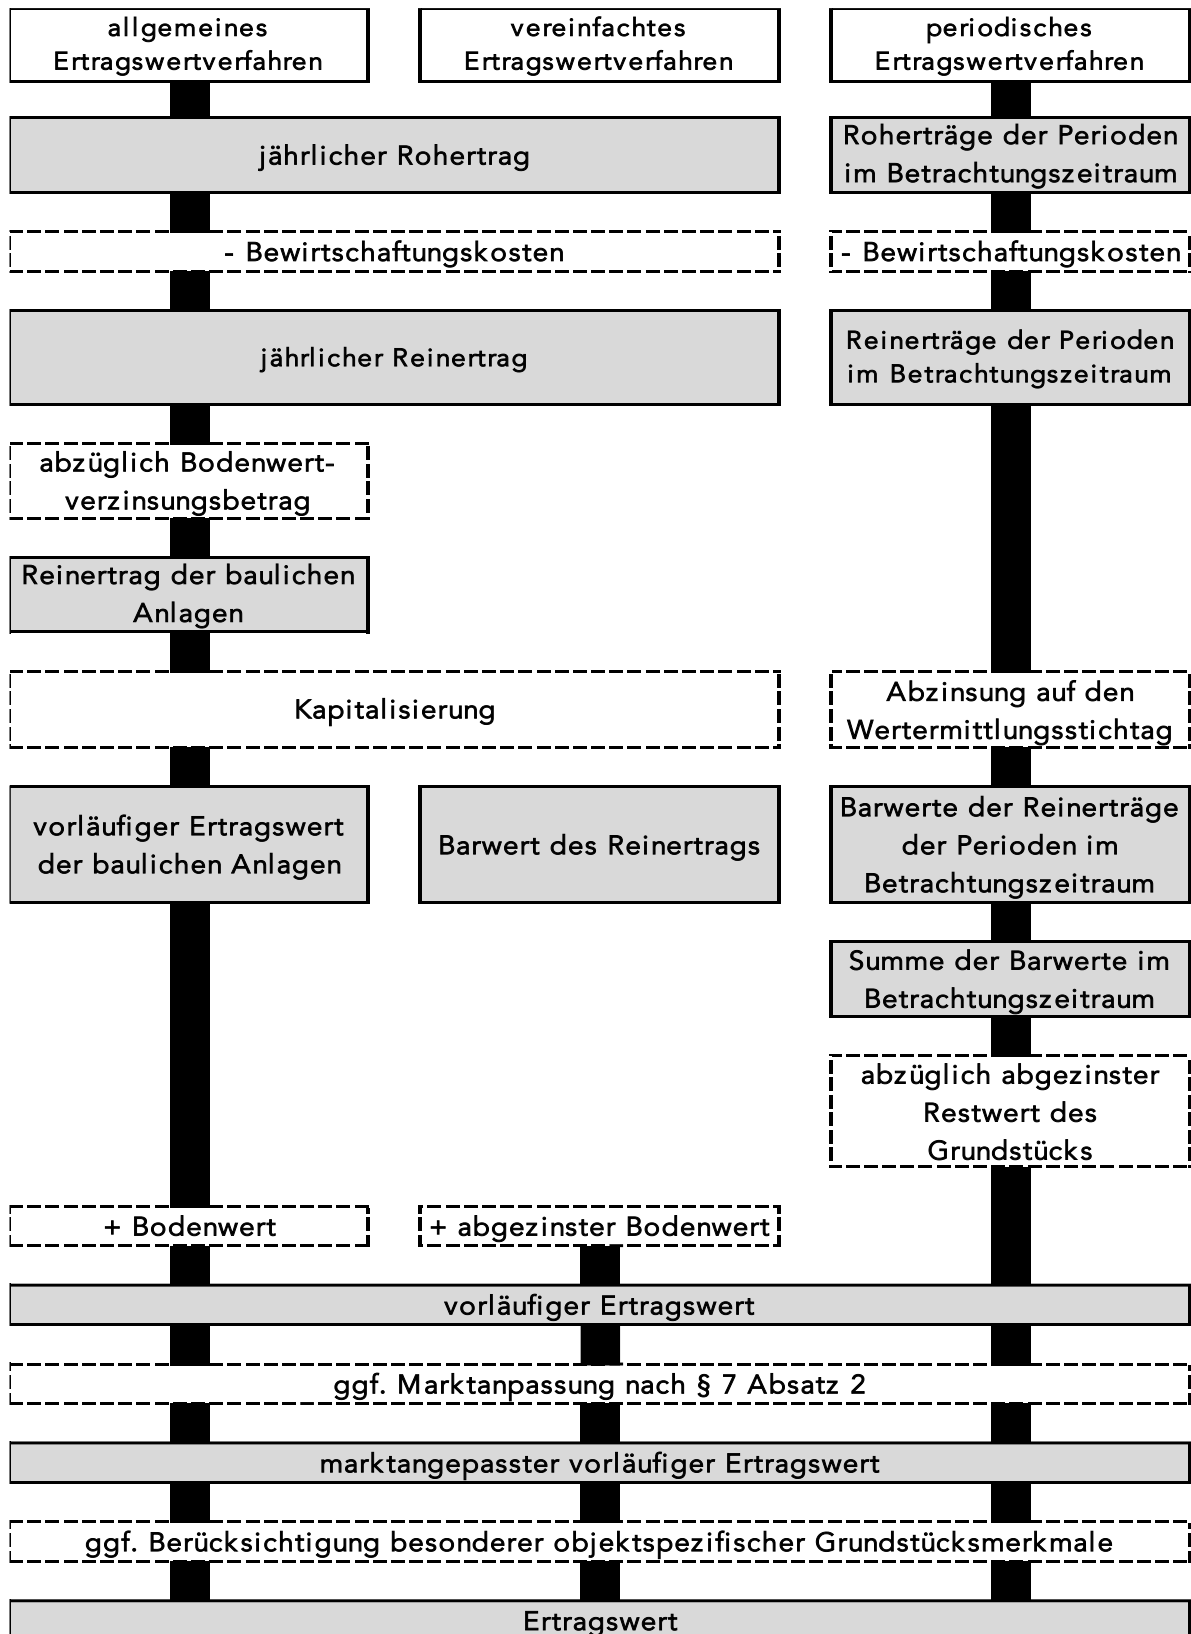 allgemeines
Ertragswertverfahren
vereinfachtes
Ertragswertverfahren
periodisches
Ertragswertverfahren
jährlicher Rohertrag
Roherträge der Perioden
im Betrachtungszeitraum
- Bewirtschaftungskosten
- Bewirtschaftungskosten
jährlicher Reinertrag
Reinerträge der Perioden
im Betrachtungszeitraum
abzüglich Bodenwert-
verzinsungsbetrag
Reinertrag der baulichen
Anlagen
Kapitalisierung
Abzinsung auf den
Wertermittlungsstichtag
vorläufiger Ertragswert
der baulichen Anlagen
Barwert des Reinertrags
Barwerte der Reinerträge
der Perioden im
Betrachtungszeitraum
Summe der Barwerte im
Betrachtungszeitraum
abzüglich abgezinster
Restwert des
Grundstücks
+ Bodenwert
+ abgezinster Bodenwert
vorläufiger Ertragswert
ggf. Marktanpassung nach § 7 Absatz 2
marktangepasster vorläufiger Ertragswert
ggf. Berücksichtigung besonderer objektspezifischer Grundstücksmerkmale
Ertragswert